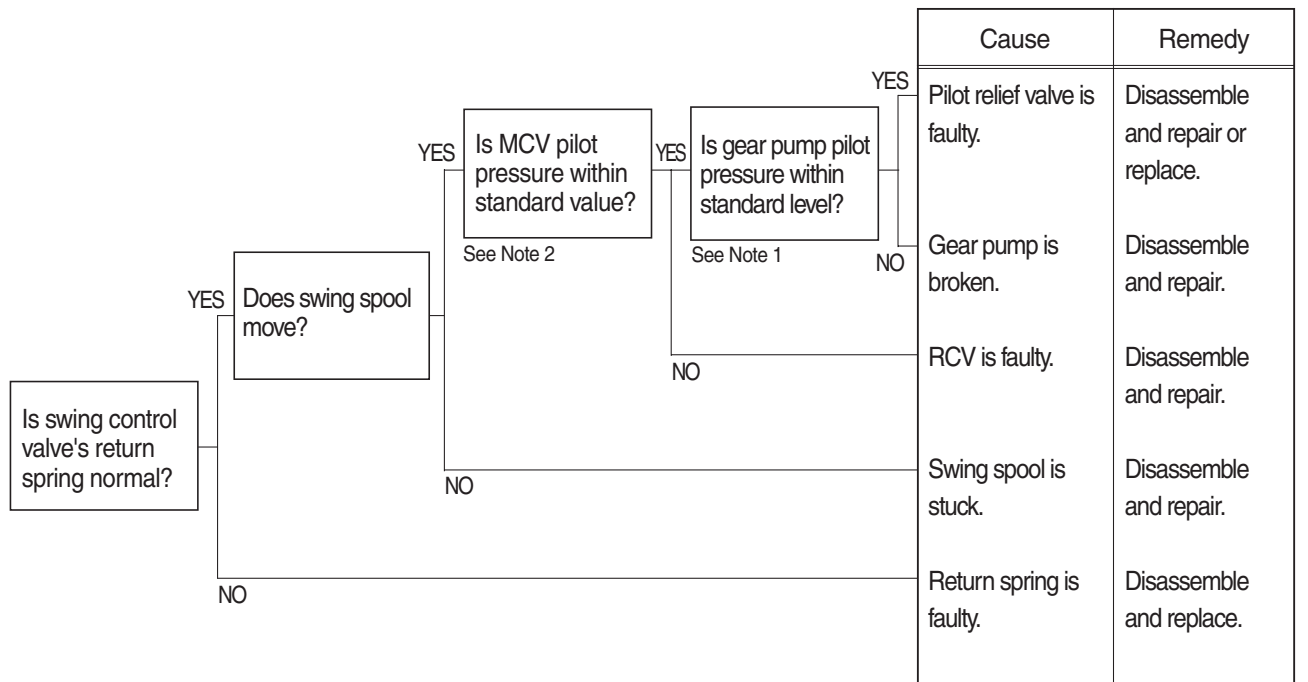 Cause
Remedy
YES
Pilot relief valve is
faulty.
Disassemble
and repair or
replace.
YES
Is MCV pilot
pressure within
standard value?
See Note 2
YES
Is gear pump pilot
pressure within
standard level?
See Note 1
NO
Gear pump is
broken.
Disassemble
and repair.
YES
Does swing spool
move?
NO
RCV is faulty.
Disassemble
and repair.
Is swing control
valve's return
spring normal?
NO
Swing spool is
stuck.
Disassemble
and repair.
NO
Return spring is
faulty.
Disassemble
and replace.